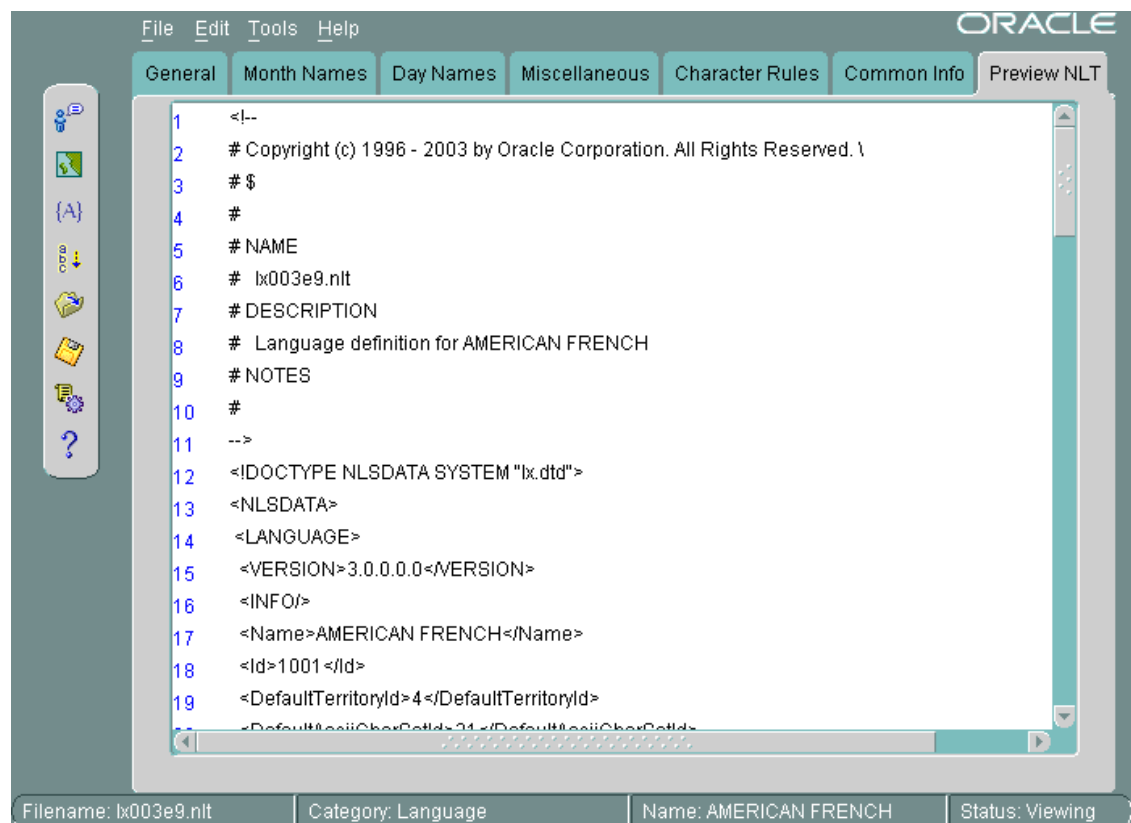 File Edit Tools Help
ORACLE
General Month Names Day Names Miscellaneous Character Rules Common Info Preview NLT
{A}
a
b
c
?
1 <!--
2 # Copyright (c) 1996 - 2003 by Oracle Corporation. All Rights Reserved. \
3 # $
4 #
5 # NAME
6 #   lx003e9.nlt
7 # DESCRIPTION
8 #   Language definition for AMERICAN FRENCH
9 # NOTES
10 #
11 -->
12 <!DOCTYPE NLSDATA SYSTEM "lx.dtd">
13 <NLSDATA>
14 <LANGUAGE>
15 <VERSION>3.0.0.0.0</VERSION>
16 <INFO/>
17 <Name>AMERICAN FRENCH</Name>
18 <Id>1001</Id>
19 <DefaultTerritoryId>4</DefaultTerritoryId>
<DefaultAsciiCharSetId>31</DefaultAsciiCharSetId>
Filename: lx003e9.nlt Category: Language Name: AMERICAN FRENCH Status: Viewing